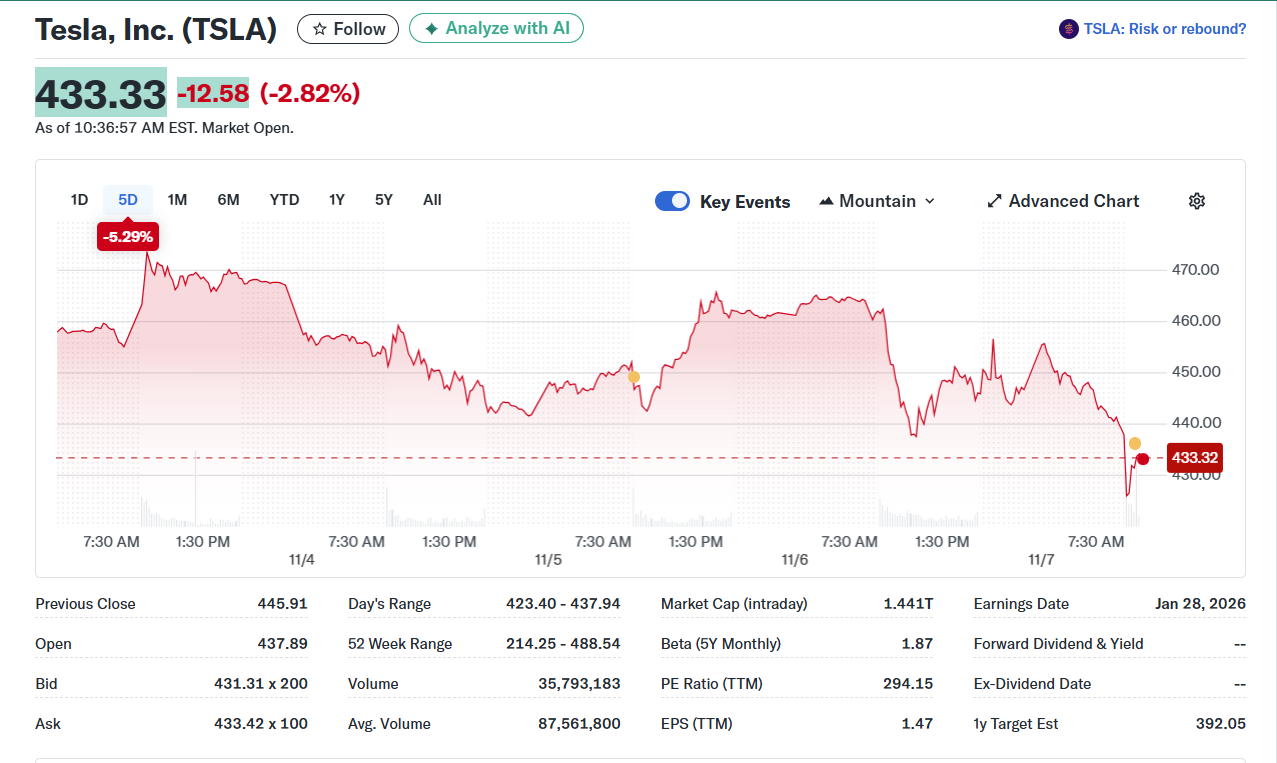 Tesla, Inc. (TSLA) Follow Analyze with AI TSLA: Risk or rebound?
433.33 -12.58 (-2.82%)
As of 10:36:57 AM EST. Market Open.
1D 5D 1M 6M YTD 1Y 5Y All Key Events Mountain Advanced Chart
-5.29%
470.00
460.00
450.00
440.00
433.32
430.00
7:30 AM 1:30 PM 7:30 AM 1:30 PM 7:30 AM 1:30 PM 7:30 AM 1:30 PM 7:30 AM
11/4 11/5 11/6 11/7
Previous Close 445.91 Day's Range 423.40 - 437.94 Market Cap (intraday) 1.441T Earnings Date Jan 28, 2026
Open 437.89 52 Week Range 214.25 - 488.54 Beta (5Y Monthly) 1.87 Forward Dividend & Yield --
Bid 431.31 x 200 Volume 35,793,183 PE Ratio (TTM) 294.15 Ex-Dividend Date --
Ask 433.42 x 100 Avg. Volume 87,561,800 EPS (TTM) 1.47 1y Target Est 392.05